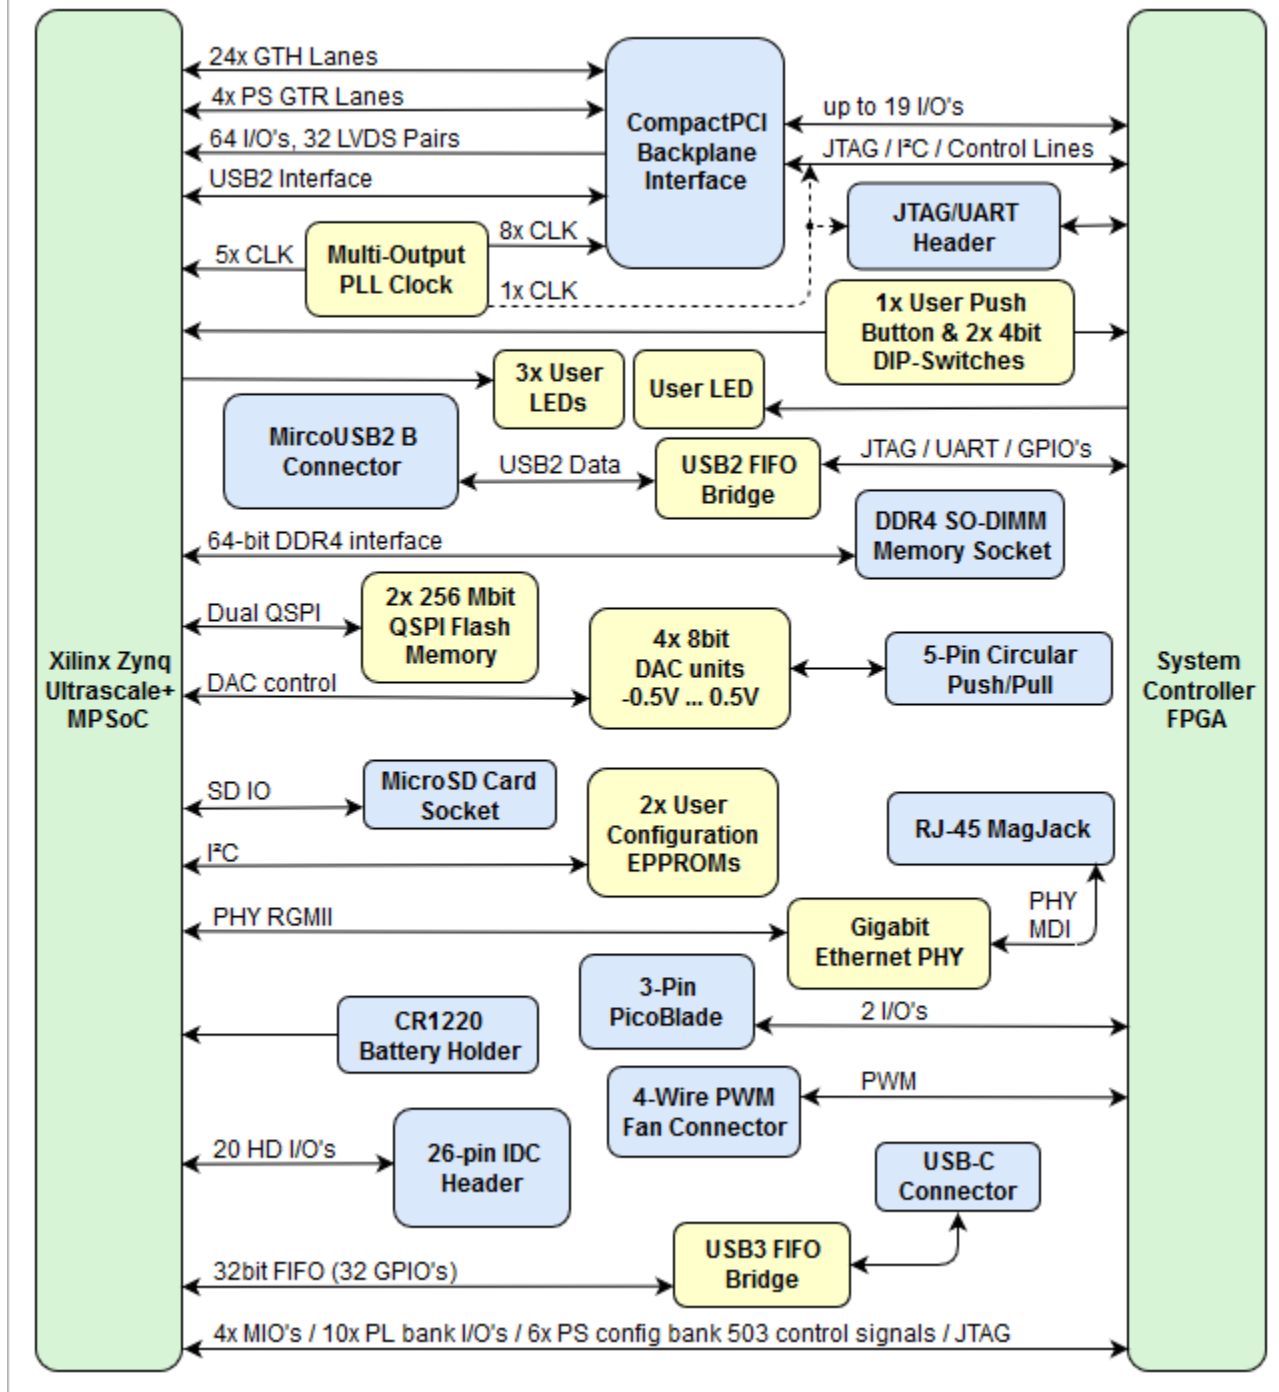 24x GTH Lanes
4x PS GTR Lanes
64 I/O's, 32 LVDS Pairs
USB2 Interface
CompactPCI
Backplane
Interface
up to 19 I/O's
JTAG / I²C / Control Lines
JTAG/UART
Header
5x CLK
Multi-Output
PLL Clock
8x CLK
1x CLK
1x User Push
Button & 2x 4bit
DIP-Switches
3x User
LEDs
User LED
MircoUSB2 B
Connector
USB2 Data
USB2 FIFO
Bridge
JTAG / UART / GPIO's
64-bit DDR4 interface
DDR4 SO-DIMM
Memory Socket
Dual QSPI
2x 256 Mbit
QSPI Flash
Memory
DAC control
4x 8bit
DAC units
-0.5V ... 0.5V
5-Pin Circular
Push/Pull
Xilinx Zynq
Ultrascale+
MPSoC
System
Controller
FPGA
SD IO
MicroSD Card
Socket
I²C
2x User
Configuration
EPPROMs
RJ-45 MagJack
PHY
MDI
PHY RGMII
Gigabit
Ethernet PHY
3-Pin
PicoBlade
2 I/O's
CR1220
Battery Holder
4-Wire PWM
Fan Connector
PWM
20 HD I/O's
26-pin IDC
Header
USB-C
Connector
32bit FIFO (32 GPIO's)
USB3 FIFO
Bridge
4x MIO's / 10x PL bank I/O's / 6x PS config bank 503 control signals / JTAG